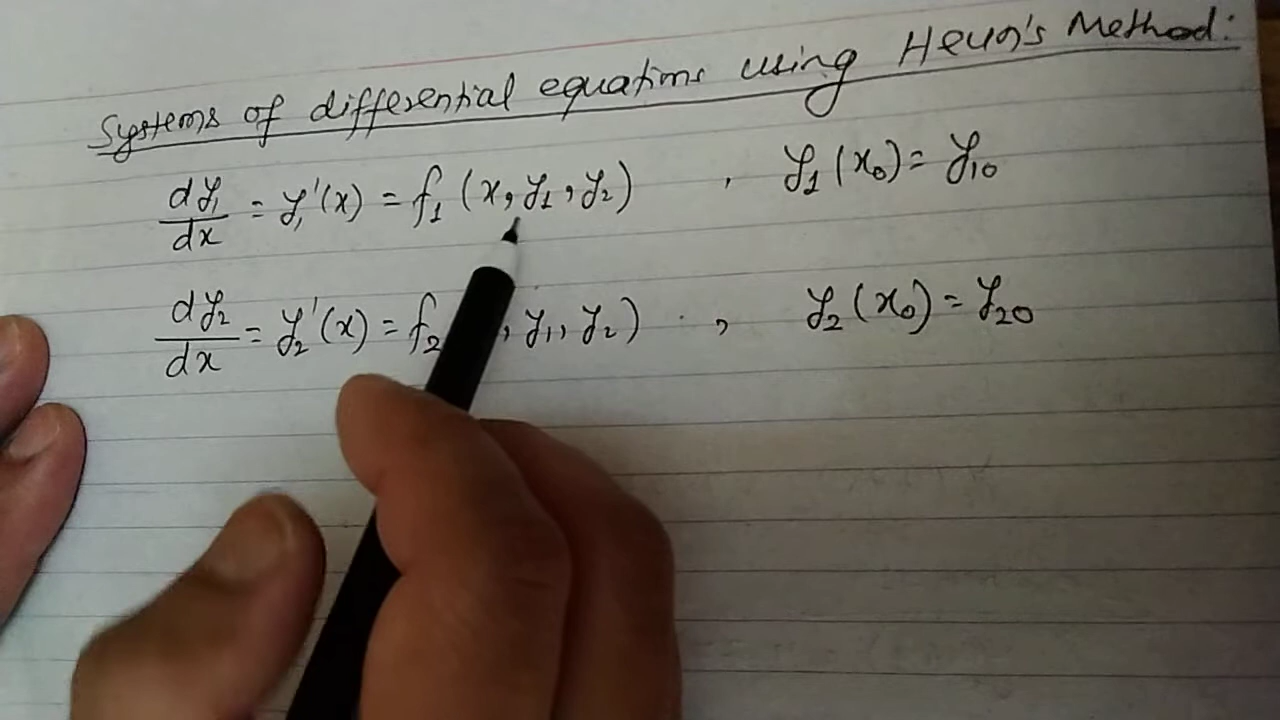 Systems of differential equations using Heun's Method:
dy₁/dx = y₁'(x) = f₁(x, y₁, y₂) , y₁(x₀) = y₁₀
dy₂/dx = y₂'(x) = f₂ , y₁, y₂) , y₂(x₀) = y₂₀